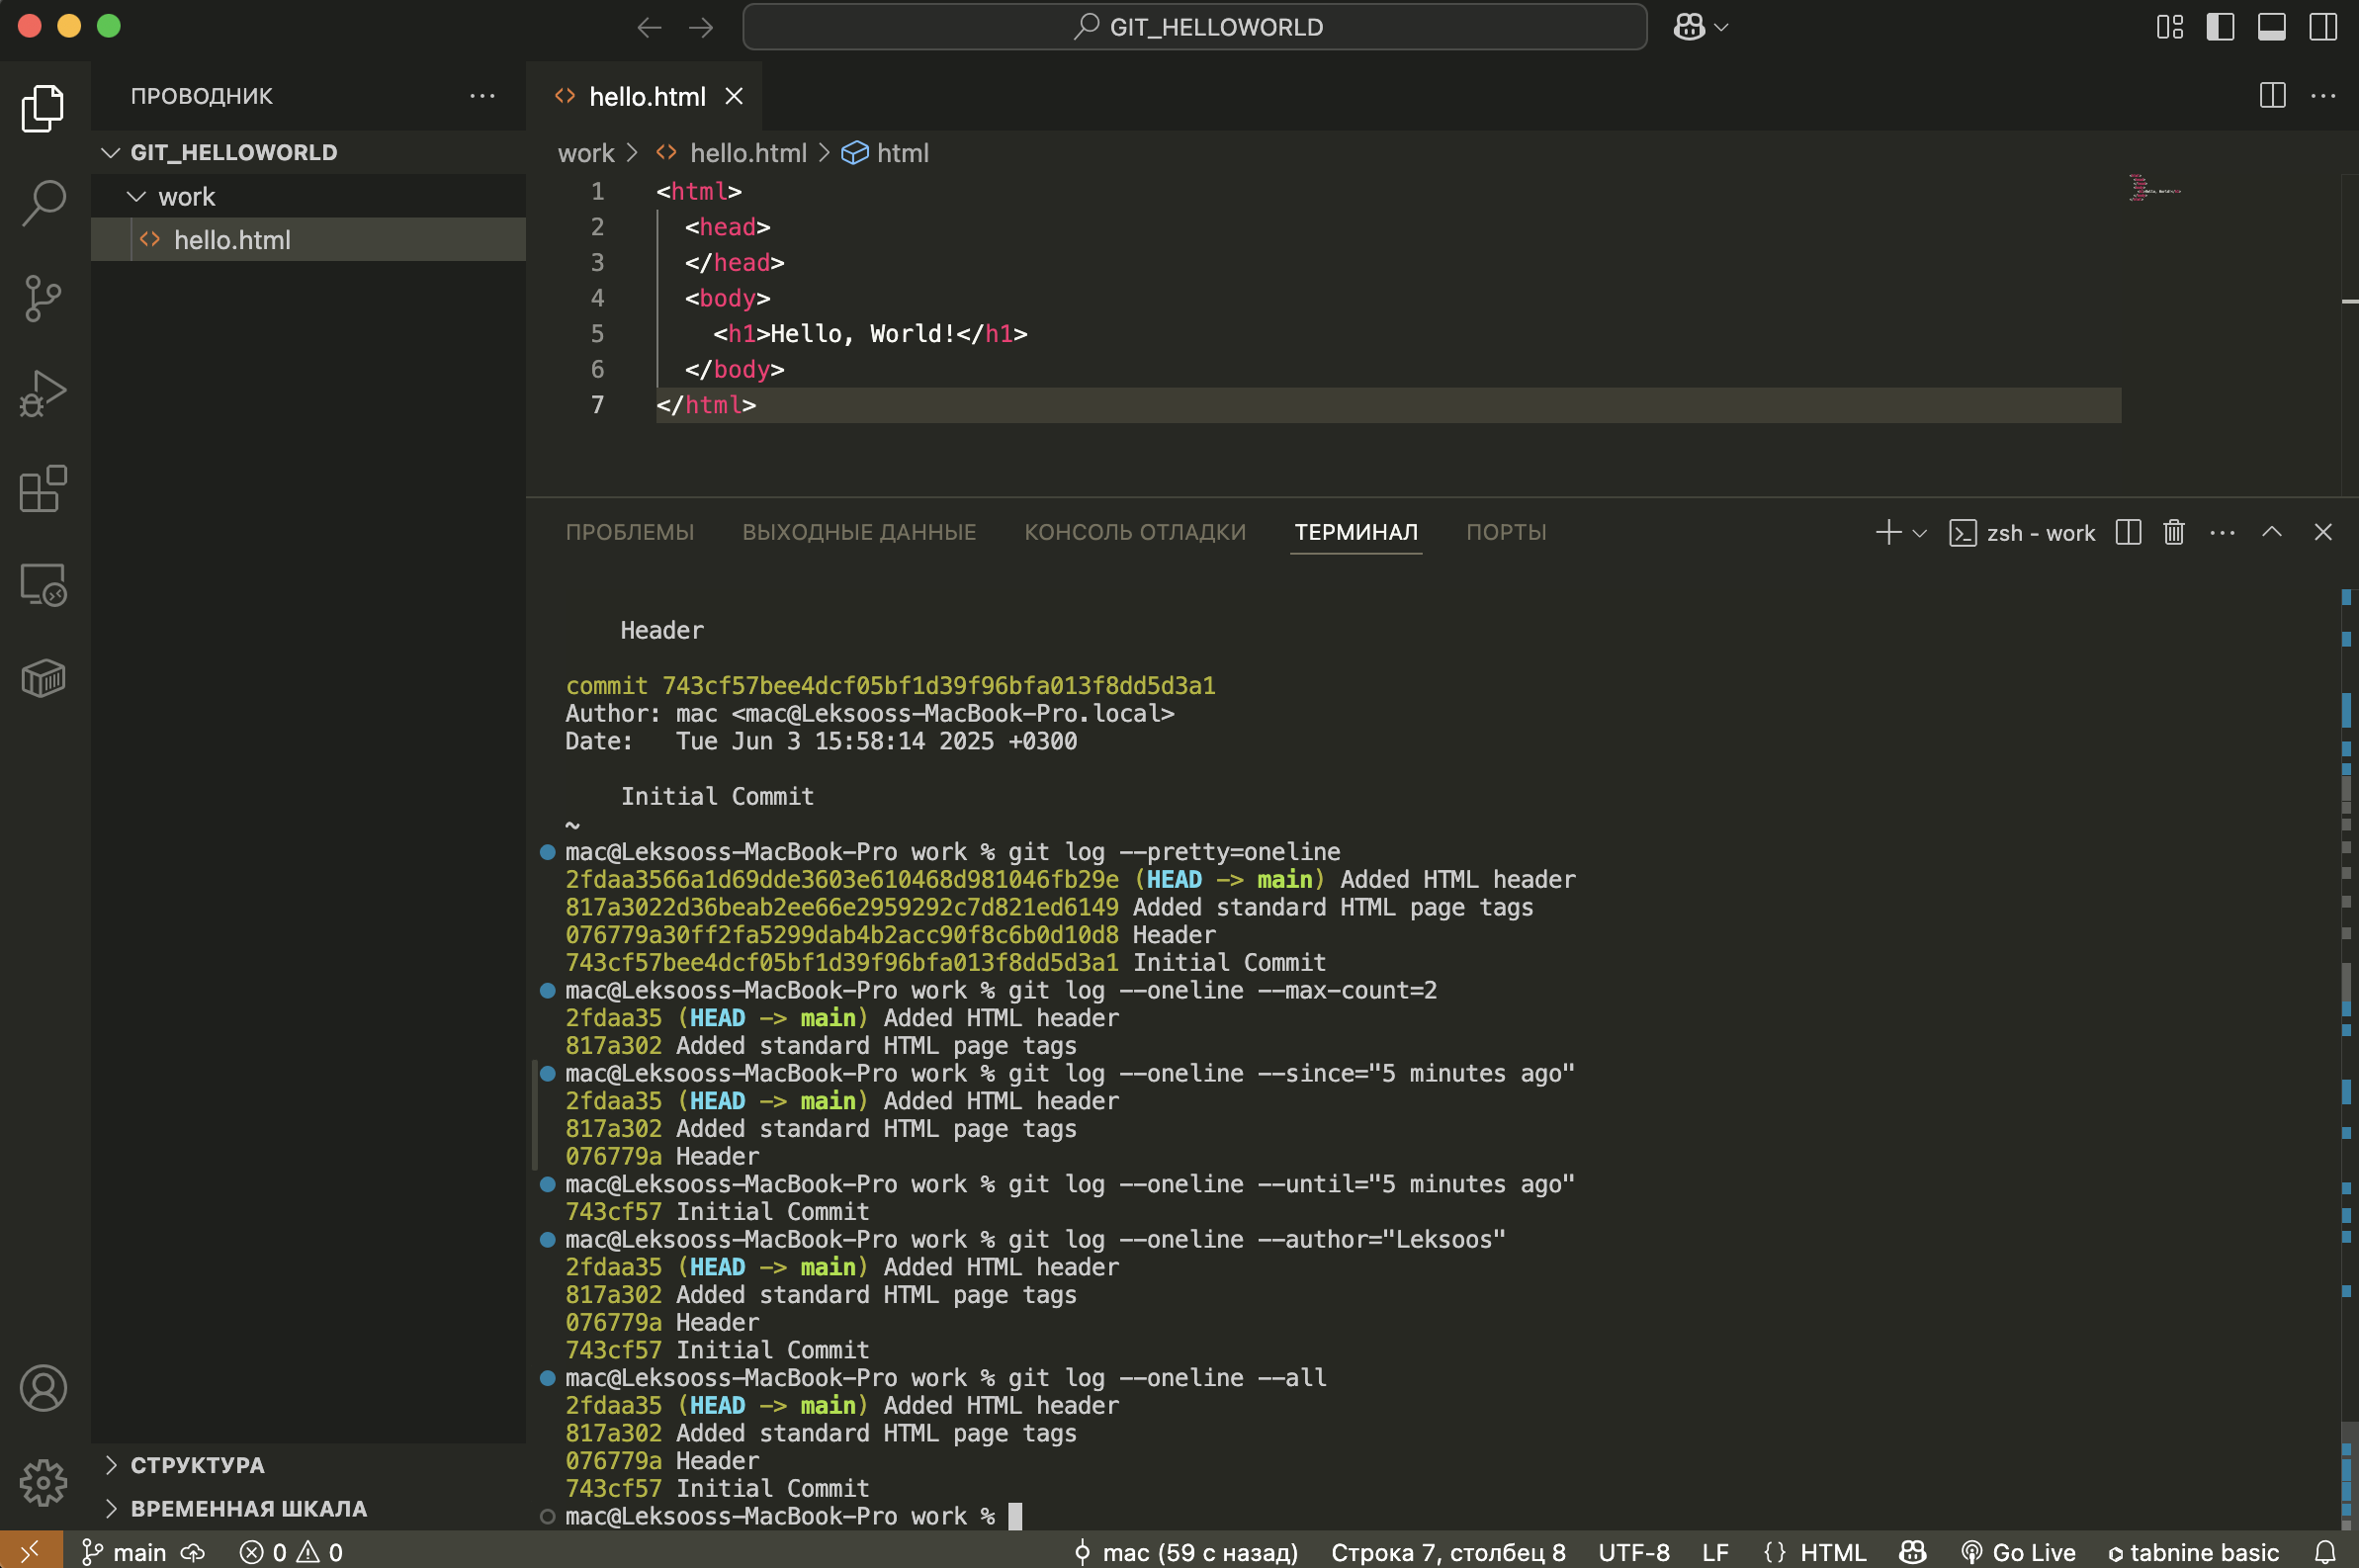 GIT_HELLOWORLD
ПРОВОДНИК
GIT_HELLOWORLD
work
hello.html
СТРУКТУРА
ВРЕМЕННАЯ ШКАЛА
hello.html
work > hello.html > html
1 <html>
2 <head>
3 </head>
4 <body>
5 <h1>Hello, World!</h1>
6 </body>
7 </html>
ПРОБЛЕМЫ ВЫХОДНЫЕ ДАННЫЕ КОНСОЛЬ ОТЛАДКИ ТЕРМИНАЛ ПОРТЫ zsh - work
Header
commit 743cf57bee4dcf05bf1d39f96bfa013f8dd5d3a1
Author: mac <mac@Leksooss-MacBook-Pro.local>
Date:   Tue Jun 3 15:58:14 2025 +0300
Initial Commit
~
mac@Leksooss-MacBook-Pro work % git log --pretty=oneline
2fdaa3566a1d69dde3603e610468d981046fb29e (HEAD -> main) Added HTML header
817a3022d36beab2ee66e2959292c7d821ed6149 Added standard HTML page tags
076779a30ff2fa5299dab4b2acc90f8c6b0d10d8 Header
743cf57bee4dcf05bf1d39f96bfa013f8dd5d3a1 Initial Commit
mac@Leksooss-MacBook-Pro work % git log --oneline --max-count=2
2fdaa35 (HEAD -> main) Added HTML header
817a302 Added standard HTML page tags
mac@Leksooss-MacBook-Pro work % git log --oneline --since="5 minutes ago"
2fdaa35 (HEAD -> main) Added HTML header
817a302 Added standard HTML page tags
076779a Header
mac@Leksooss-MacBook-Pro work % git log --oneline --until="5 minutes ago"
743cf57 Initial Commit
mac@Leksooss-MacBook-Pro work % git log --oneline --author="Leksoos"
2fdaa35 (HEAD -> main) Added HTML header
817a302 Added standard HTML page tags
076779a Header
743cf57 Initial Commit
mac@Leksooss-MacBook-Pro work % git log --oneline --all
2fdaa35 (HEAD -> main) Added HTML header
817a302 Added standard HTML page tags
076779a Header
743cf57 Initial Commit
mac@Leksooss-MacBook-Pro work %
main 0 0 mac (59 с назад) Строка 7, столбец 8 UTF-8 LF {} HTML Go Live tabnine basic